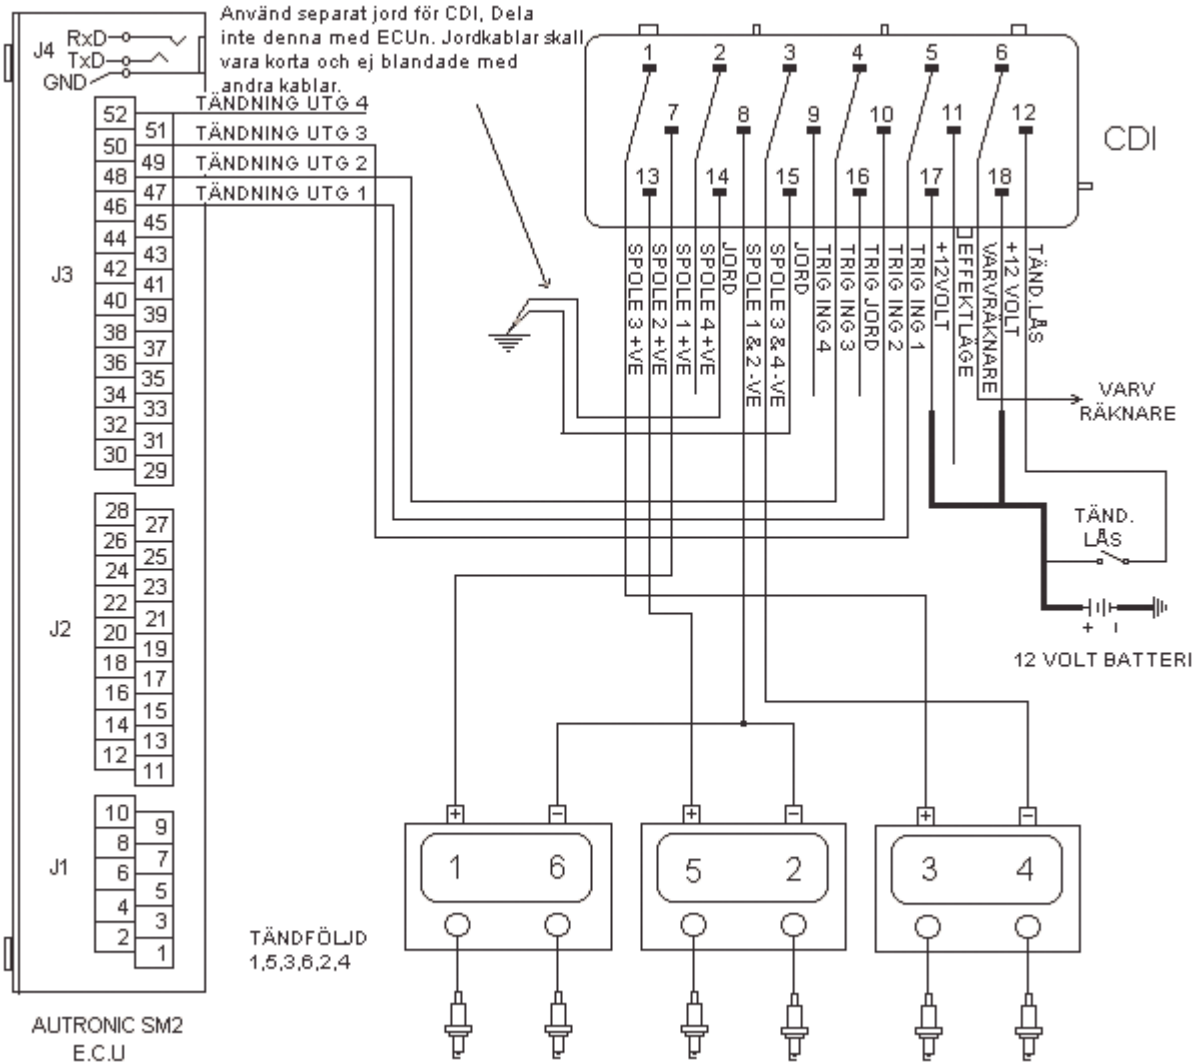 Använd separat jord för CDI, Dela
inte denna med ECUn. Jordkablar skall
vara korta och ej blandade med
andra kablar.
J4
RxD
TxD
GND
TÄNDNING UTG 4
TÄNDNING UTG 3
TÄNDNING UTG 2
TÄNDNING UTG 1
J3
52
51
50
49
48
47
46
45
44
43
42
41
40
39
38
37
36
35
34
33
32
31
30
29
J2
28
27
26
25
24
23
22
21
20
19
18
17
16
15
14
13
12
11
J1
10
9
8
7
6
5
4
3
2
1
AUTRONIC SM2
E.C.U
1 2 3 4 5 6
7 8 9 10 11 12
13 14 15 16 17 18
CDI
SPOLE 3 +VE
SPOLE 2 +VE
SPOLE 1 +VE
SPOLE 4 +VE
JORD
SPOLE 1 & 2 -VE
SPOLE 3 & 4 -VE
JORD
TRIG ING 4
TRIG ING 3
TRIG JORD
TRIG ING 2
TRIG ING 1
+12VOLT
EFFEKTLÄGE
VARVRÄKNARE
+12 VOLT
TÄND.LÅS
VARV
RÄKNARE
TÄND.
LÅS
+ -
12 VOLT BATTERI
+ - + - + -
1 6 5 2 3 4
TÄNDFÖLJD
1,5,3,6,2,4